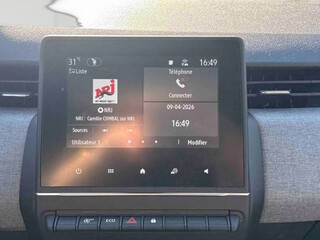 31°
16:49
Liste
Téléphone
NRJ
Connecter
NRJ
NRJ | Camille COMBAL sur NRJ
09-04-2026
Sources
16:49
Utilisateur
Modifier
ECO